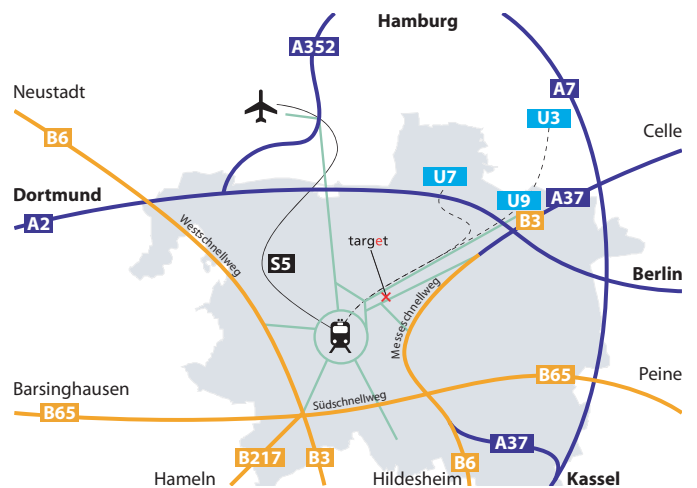 Hamburg
A352
A7
Neustadt
U3
Celle
B6
U7
A37
Dortmund
U9
B3
A2
Westschnellweg
target
S5
Berlin
Messeschnellweg
Peine
B65
Barsinghausen
Südschnellweg
B65
A37
B217
B3
B6
Hameln
Hildesheim
Kassel